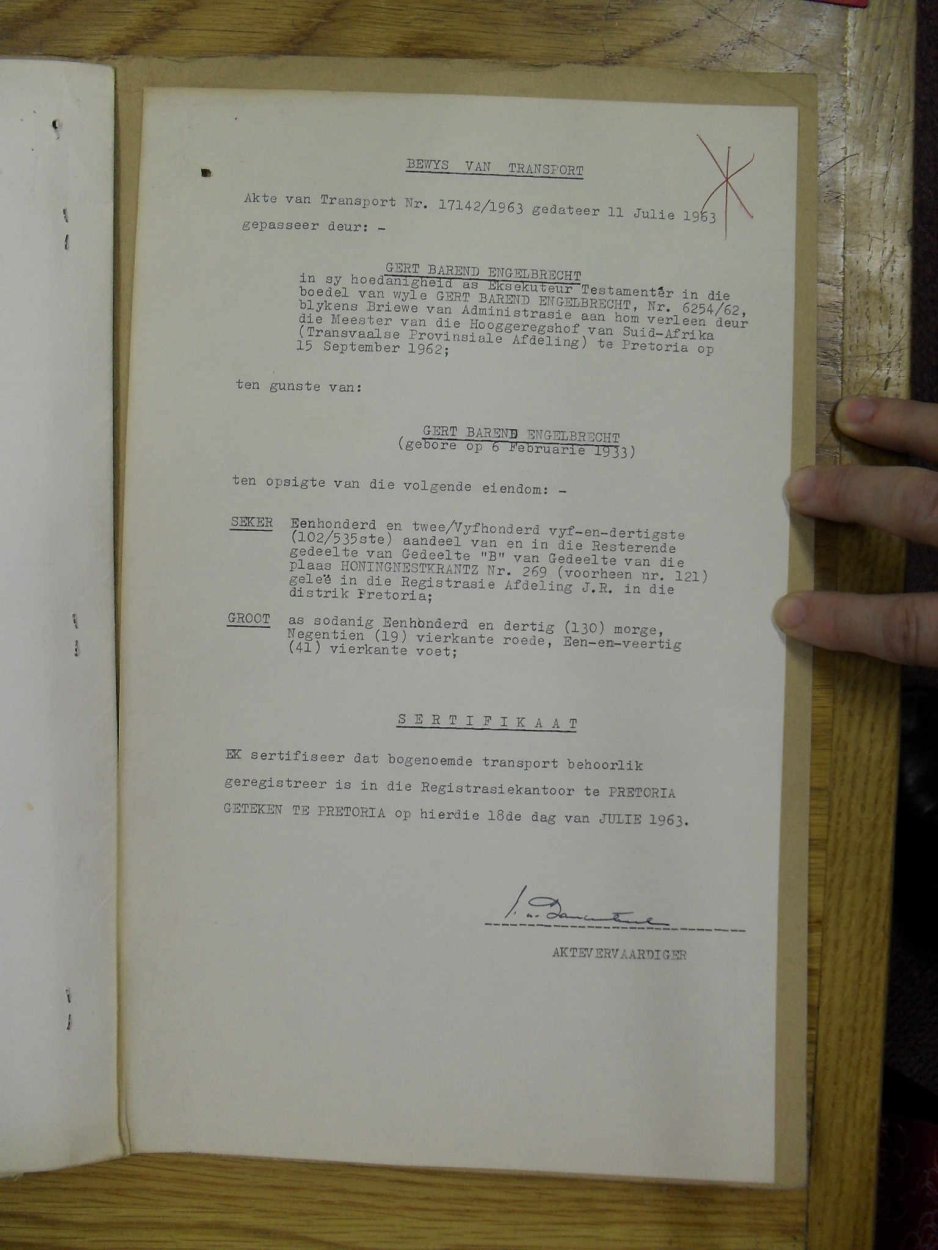 BEWYS VAN TRANSPORT
Akte van Transport Nr. 17142/1963 gedateer 11 Julie 1963
gepasseer deur: -
GERT BAREND ENGELBRECHT
in sy hoedanigheid as Eksekuteur Testamentêr in die
boedel van wyle GERT BAREND ENGELBRECHT, Nr. 6254/62,
blykens Briewe van Administrasie aan hom verleen deur
die Meester van die Hooggeregshof van Suid-Afrika
(Transvaalse Provinsiale Afdeling) te Pretoria op
15 September 1962;
ten gunste van:
GERT BAREND ENGELBRECHT
(gebore op 6 Februarie 1933)
ten opsigte van die volgende eiendom: -
SEKER Eenhonderd en twee/Vyfhonderd vyf-en-dertigste
(102/535ste) aandeel van en in die Resterende
gedeelte van Gedeelte "B" van Gedeelte van die
plaas HONINGNESTKRANTZ Nr. 269 (voorheen nr. 121)
geleë in die Registrasie Afdeling J.R. in die
distrik Pretoria;
GROOT as sodanig Eenhonderd en dertig (130) morge,
Negentien (19) vierkante roede, Een-en-veertig
(41) vierkante voet;
SERTIFIKAAT
EK sertifiseer dat bogenoemde transport behoorlik
geregistreer is in die Registrasiekantoor te PRETORIA
GETEKEN TE PRETORIA op hierdie 18de dag van JULIE 1963.
AKTEVERVAARDIGER